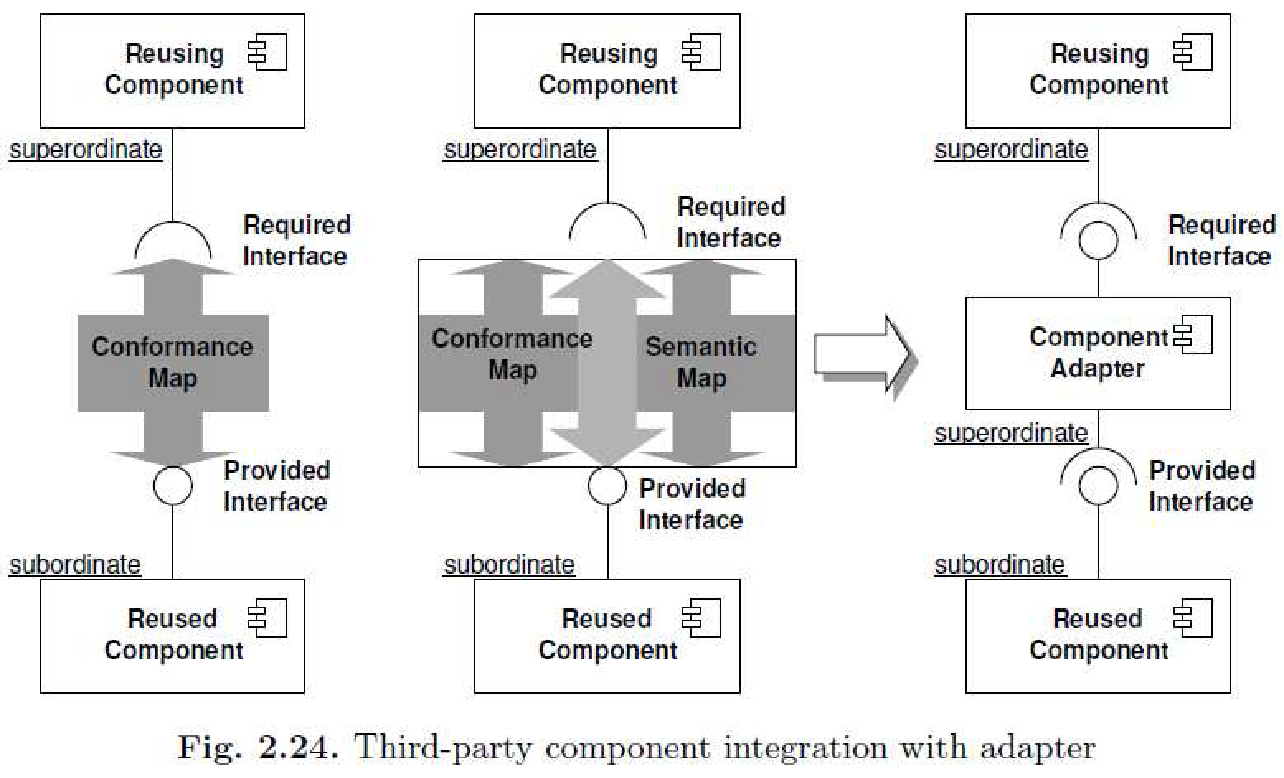 Reusing
Component
superordinate
Required
Interface
Conformance
Map
Provided
Interface
subordinate
Reused
Component
Reusing
Component
superordinate
Required
Interface
Conformance
Map
Semantic
Map
Provided
Interface
subordinate
Reused
Component
Reusing
Component
superordinate
Required
Interface
Component
Adapter
superordinate
Provided
Interface
subordinate
Reused
Component
Fig. 2.24. Third-party component integration with adapter